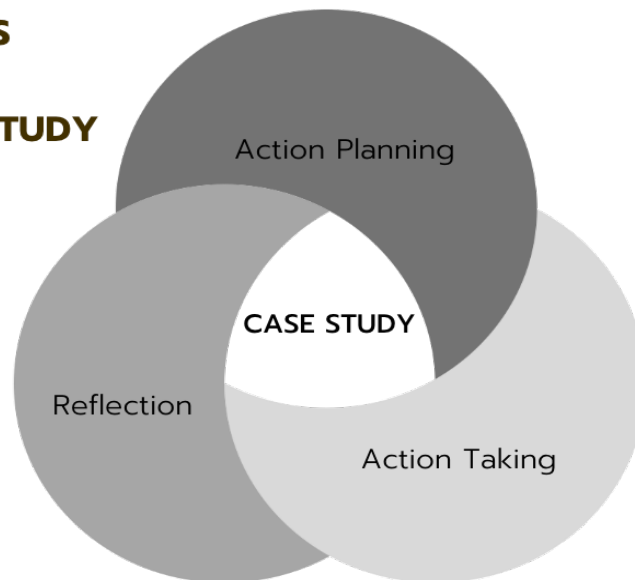 S
TUDY
Action Planning
CASE STUDY
Reflection
Action Taking